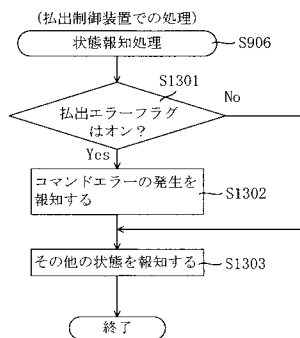 (払出制御装置での処理)
状態報知処理
S906
S1301
払出エラーフラグ
はオン?
No
Yes
コマンドエラーの発生を
報知する
S1302
その他の状態を報知する
S1303
終了